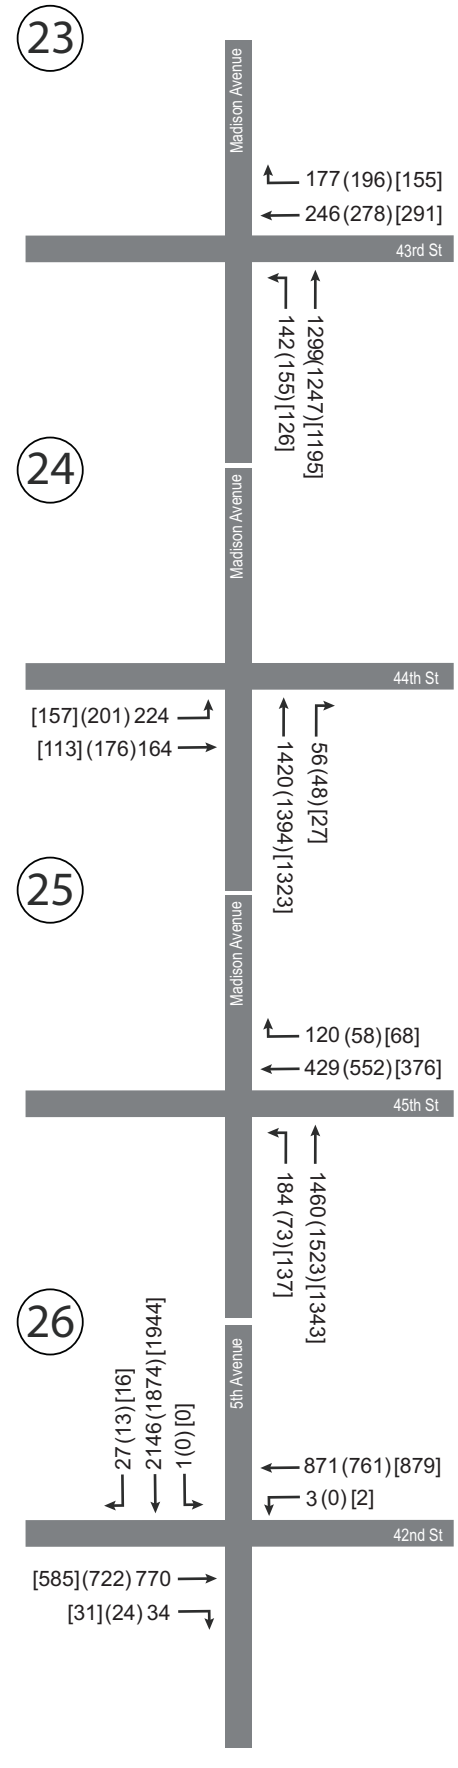 23
Madison Avenue
177 (196) [155]
246 (278) [291]
43rd St
142 (155) [126]
1299(1247)[1195]
24
Madison Avenue
44th St
[157] (201) 224
[113] (176) 164
1420 (1394) [1323]
56 (48) [27]
25
Madison Avenue
120 (58) [68]
429 (552) [376]
45th St
184 (73) [137]
1460 (1523) [1343]
26
5th Avenue
27 (13) [16]
2146 (1874) [1944]
1 (0) [0]
871 (761) [879]
3 (0) [2]
42nd St
[585] (722) 770
[31] (24) 34